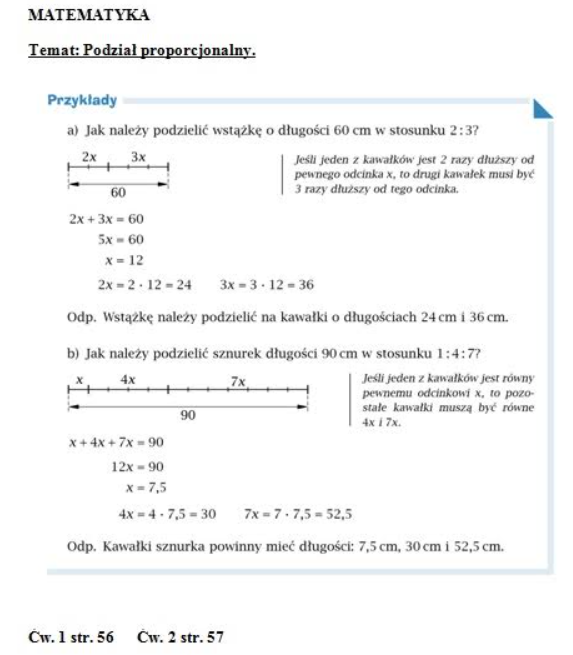 MATEMATYKA
Temat: Podział proporcjonalny.
Przykłady
a) Jak należy podzielić wstążkę o długości 60 cm w stosunku 2:3?
2x 3x
60
Jeśli jeden z kawałków jest 2 razy dłuższy od
pewnego odcinka x, to drugi kawałek musi być
3 razy dłuższy od tego odcinka.
2x + 3x = 60
5x = 60
x = 12
2x = 2 · 12 = 24 3x = 3 · 12 = 36
Odp. Wstążkę należy podzielić na kawałki o długościach 24 cm i 36 cm.
b) Jak należy podzielić sznurek długości 90 cm w stosunku 1:4:7?
x 4x 7x
90
Jeśli jeden z kawałków jest równy
pewnemu odcinkowi x, to pozo-
stałe kawałki muszą być równe
4x i 7x.
x + 4x + 7x = 90
12x = 90
x = 7,5
4x = 4 · 7,5 = 30 7x = 7 · 7,5 = 52,5
Odp. Kawałki sznurka powinny mieć długości: 7,5 cm, 30 cm i 52,5 cm.
Ćw. 1 str. 56 Ćw. 2 str. 57